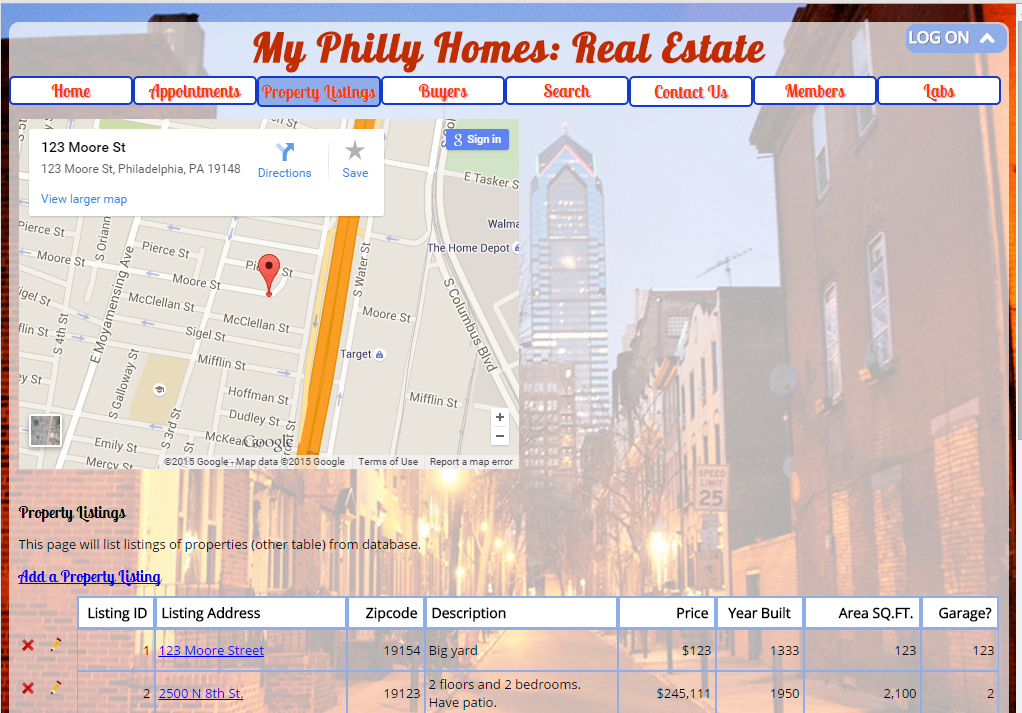 My Philly Homes: Real Estate
LOG ON
Home Appointments Property Listings Buyers Search Contact Us Members Labs
123 Moore St
123 Moore St, Philadelphia, PA 19148
Directions
Save
View larger map
Sign in
E Tasker S
Walma
The Home Depot
Pierce St
S Orian
Pierce St
Moore St
Moore St
McClellan St
McClellan St
igel St
Sigel St
flin St
S 4th St
E Moyamensing Ave
Mifflin St
S Water St
Moore St
S Columbus Blvd
Target
ey St
S Galloway St
Hoffman St
Mifflin St
Dudley St
S 3rd St
Emily St
McKean
Mercy St
Google
©2015 Google - Map data ©2015 Google Terms of Use Report a map error
SPEED
LIMIT
25
Property Listings
This page will list listings of properties (other table) from database.
Add a Property Listing
Listing ID Listing Address Zipcode Description Price Year Built Area SQ.FT. Garage?
1 123 Moore Street 19154 Big yard $123 1333 123 123
2 2500 N 8th St. 19123 2 floors and 2 bedrooms. $245,111 1950 2,100 2
Have patio.